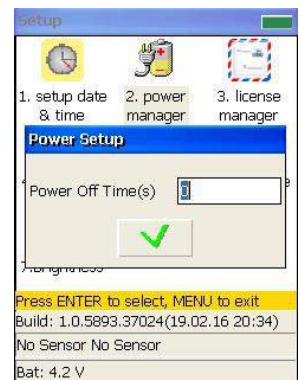 Setup
1. setup date & time
2. power manager
3. license manager
Power Setup
Power Off Time(s) 0
Press ENTER to select, MENU to exit
Build: 1.0.5893.37024(19.02.16 20:34)
No Sensor No Sensor
Bat: 4.2 V